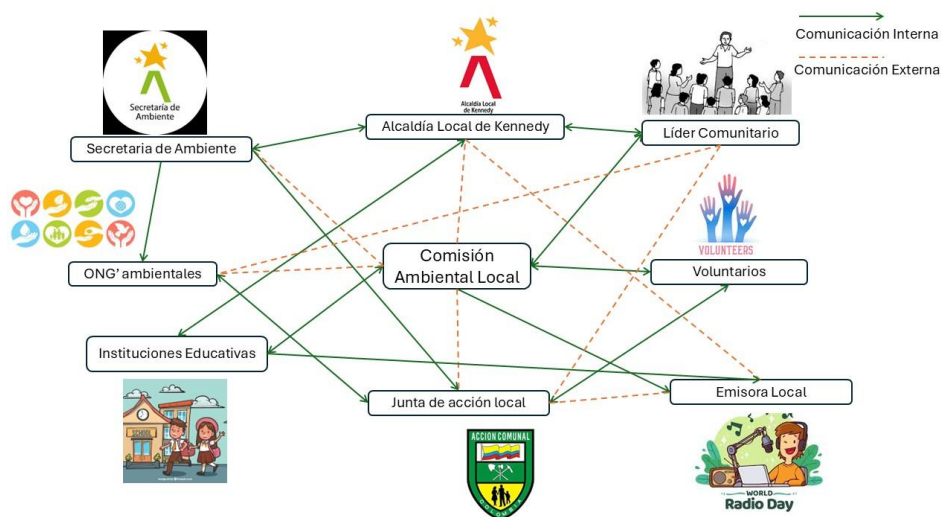 Comunicación Interna
Comunicación Externa
Secretaría de
Ambiente
Alcaldía Local
de Kennedy
Secretaria de Ambiente
Alcaldía Local de Kennedy
Líder Comunitario
VOLUNTEERS
ONG’ ambientales
Comisión
Ambiental Local
Voluntarios
Instituciones Educativas
Junta de acción local
Emisora Local
SCHOOL
ACCION COMUNAL
COLOMBIA
WORLD
Radio Day